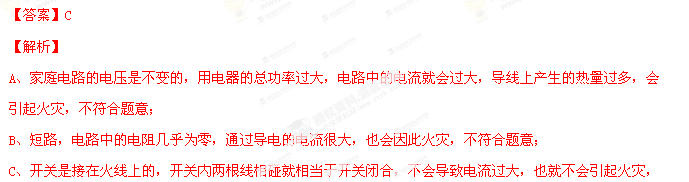 【答案】C
【解析】
A、家庭电路的电压是不变的，用电器的总功率过大，电路中的电流就会过大，导线上产生的热量过多，会
引起火灾，不符合题意；
B、短路，电路中的电阻几乎为零，通过导电的电流很大，也会因此火灾，不符合题意；
C、开关是接在火线上的，开关内两根线相碰就相当于开关闭合，不会导致电流过大，也就不会引起火灾，